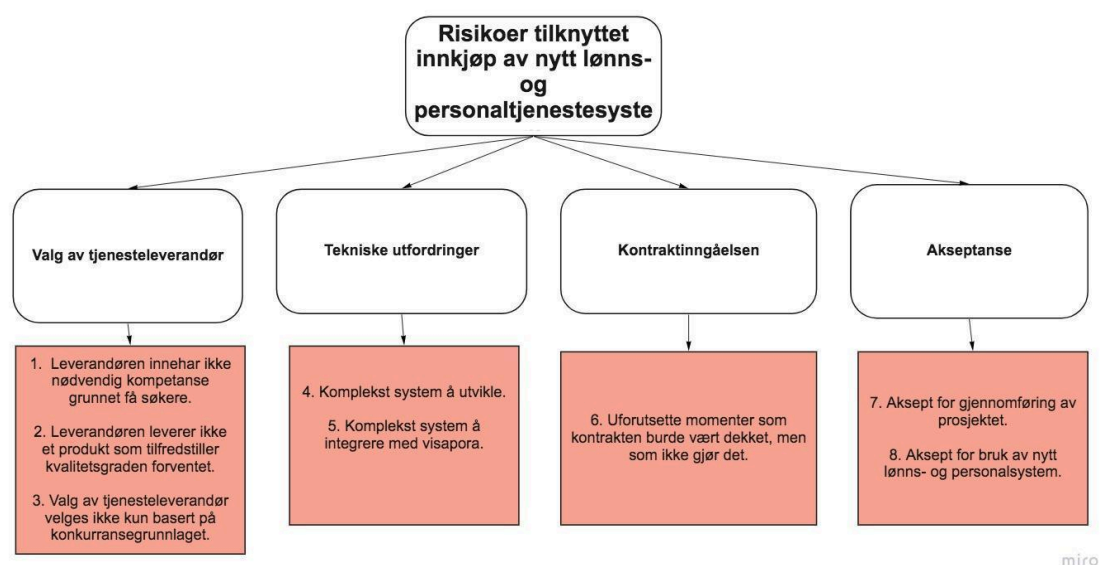 Risikoer tilknyttet
innkjøp av nytt lønns-
og
personaltjenestesyste
Valg av tjenesteleverandør
Tekniske utfordringer
Kontraktinngåelsen
Akseptanse
1. Leverandøren innehar ikke
nødvendig kompetanse
grunnet få søkere.
2. Leverandøren leverer ikke
et produkt som tilfredstiller
kvalitetsgraden forventet.
3. Valg av tjenesteleverandør
velges ikke kun basert på
konkurransegrunnlaget.
4. Komplekst system å utvikle.
5. Komplekst system å
integrere med visapora.
6. Uforutsette momenter som
kontrakten burde vært dekket, men
som ikke gjør det.
7. Aksept for gjennomføring av
prosjektet.
8. Aksept for bruk av nytt
lønns- og personalsystem.
miro